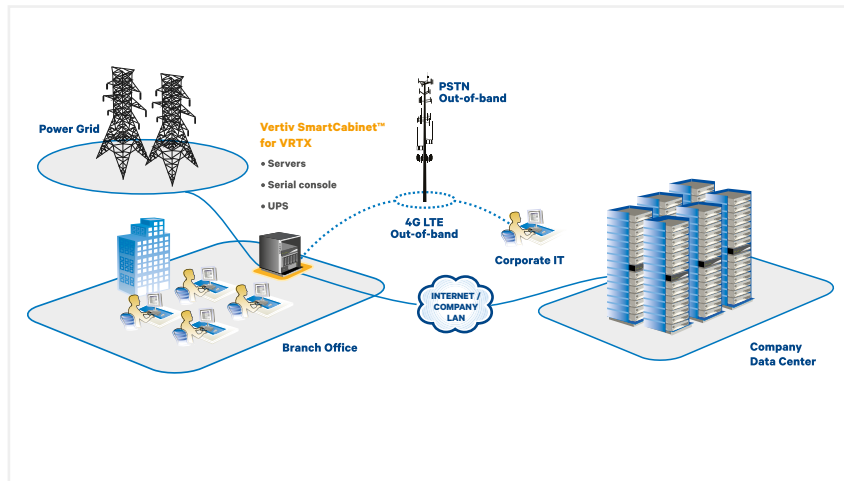 PSTN
Out-of-band
Power Grid
Vertiv SmartCabinet™
for VRTX
• Servers
• Serial console
• UPS
4G LTE
Out-of-band
Corporate IT
INTERNET /
COMPANY
LAN
Branch Office
Company
Data Center